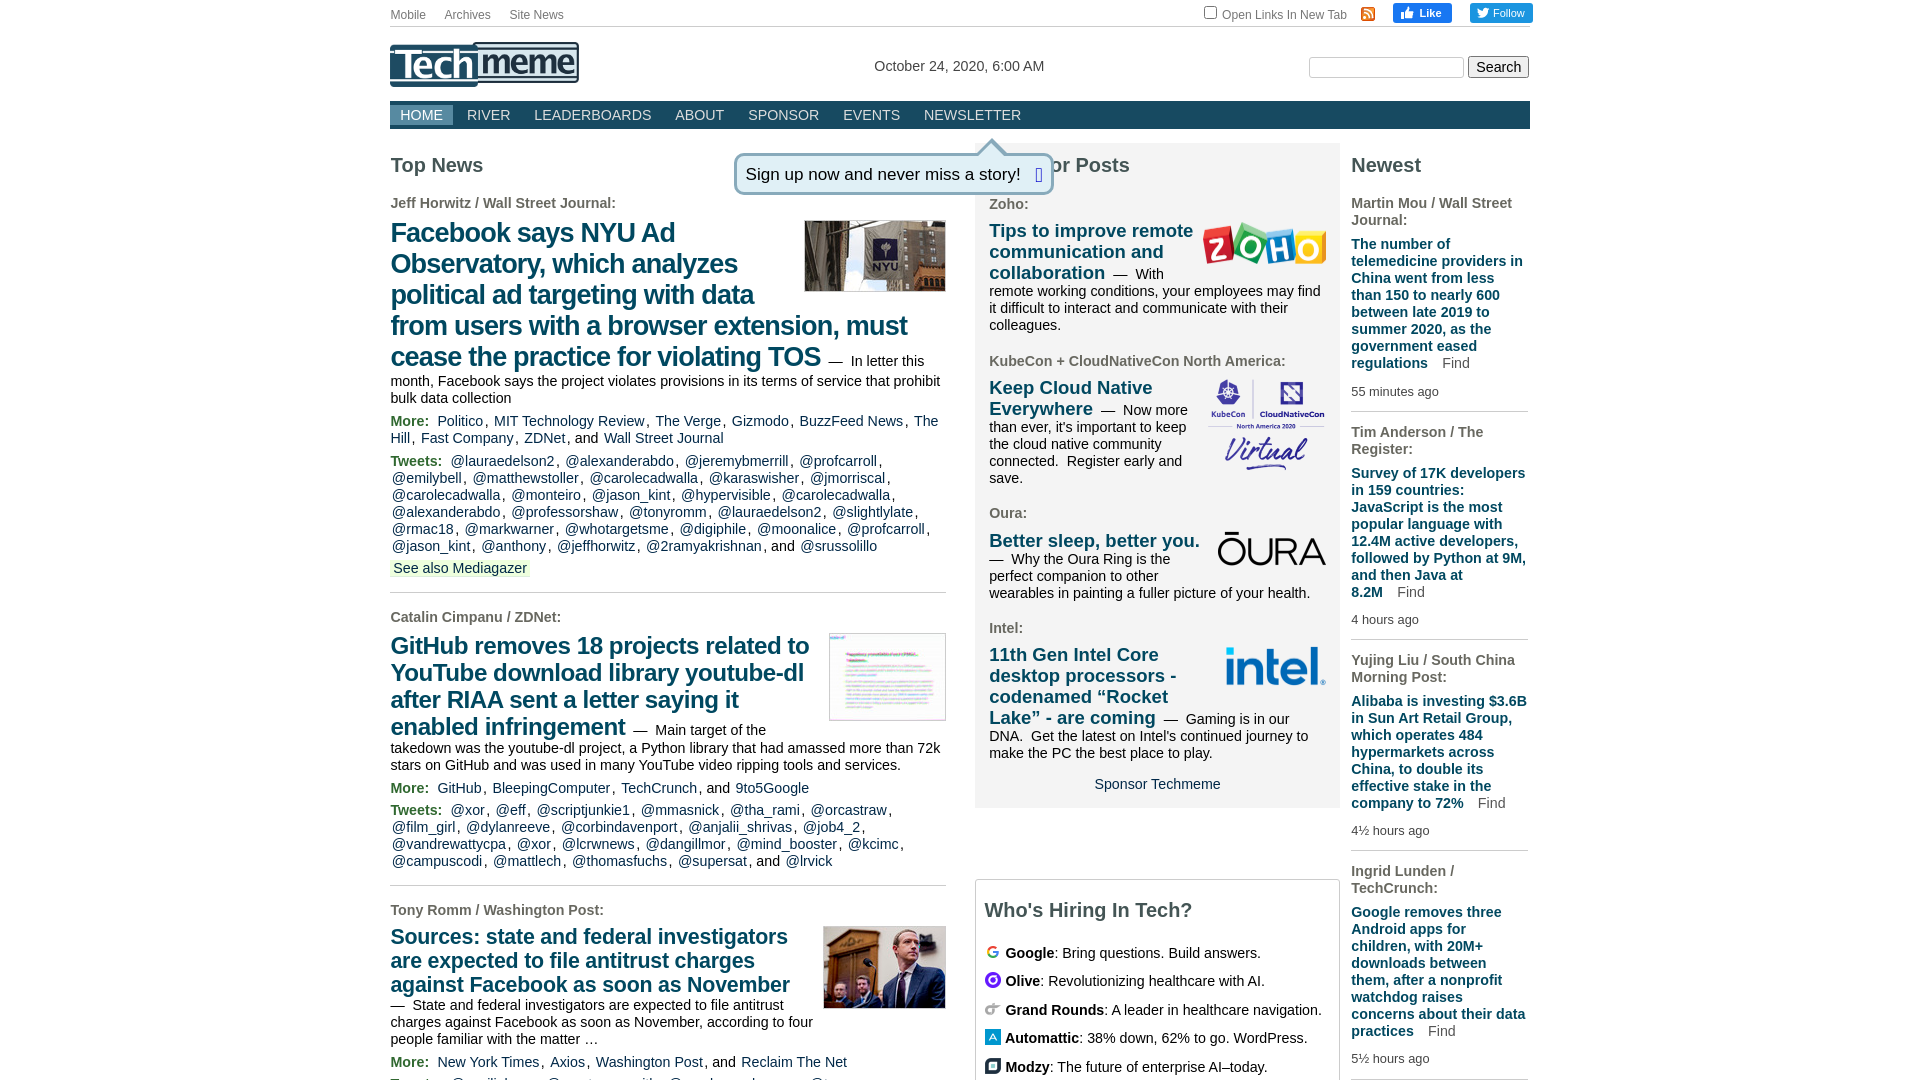 Mobile Archives Site News
Open Links In New Tab Like Follow
Techmeme
October 24, 2020, 6:00 AM
Search
HOME RIVER LEADERBOARDS ABOUT SPONSOR EVENTS NEWSLETTER
Sign up now and never miss a story!
Top News
Jeff Horwitz / Wall Street Journal:
Facebook says NYU Ad
Observatory, which analyzes
political ad targeting with data
from users with a browser extension, must
cease the practice for violating TOS — In letter this
month, Facebook says the project violates provisions in its terms of service that prohibit
bulk data collection
NYU
More: Politico, MIT Technology Review, The Verge, Gizmodo, BuzzFeed News, The
Hill, Fast Company, ZDNet, and Wall Street Journal
Tweets: @lauraedelson2, @alexanderabdo, @jeremybmerrill, @profcarroll,
@emilybell, @matthewstoller, @carolecadwalla, @karaswisher, @jmorriscal,
@carolecadwalla, @monteiro, @jason_kint, @hypervisible, @carolecadwalla,
@alexanderabdo, @professorshaw, @tonyromm, @lauraedelson2, @slightlylate,
@rmac18, @markwarner, @whotargetsme, @digiphile, @moonalice, @profcarroll,
@jason_kint, @anthony, @jeffhorwitz, @2ramyakrishnan, and @srussolillo
See also Mediagazer
Catalin Cimpanu / ZDNet:
GitHub removes 18 projects related to
YouTube download library youtube-dl
after RIAA sent a letter saying it
enabled infringement — Main target of the
takedown was the youtube-dl project, a Python library that had amassed more than 72k
stars on GitHub and was used in many YouTube video ripping tools and services.
More: GitHub, BleepingComputer, TechCrunch, and 9to5Google
Tweets: @xor, @eff, @scriptjunkie1, @mmasnick, @tha_rami, @orcastraw,
@film_girl, @dylanreeve, @corbindavenport, @anjalii_shrivas, @job4_2,
@vandrewattycpa, @xor, @lcrwnews, @dangillmor, @mind_booster, @kcimc,
@campuscodi, @mattlech, @thomasfuchs, @supersat, and @lrvick
Tony Romm / Washington Post:
Sources: state and federal investigators
are expected to file antitrust charges
against Facebook as soon as November
— State and federal investigators are expected to file antitrust
charges against Facebook as soon as November, according to four
people familiar with the matter …
More: New York Times, Axios, Washington Post, and Reclaim The Net
or Posts
Zoho:
Tips to improve remote
communication and
collaboration — With
remote working conditions, your employees may find
it difficult to interact and communicate with their
colleagues.
ZOHO
KubeCon + CloudNativeCon North America:
Keep Cloud Native
Everywhere — Now more
than ever, it's important to keep
the cloud native community
connected. Register early and
save.
KubeCon CloudNativeCon
North America 2020
Virtual
Oura:
Better sleep, better you.
— Why the Oura Ring is the
perfect companion to other
wearables in painting a fuller picture of your health.
ŌURA
Intel:
11th Gen Intel Core
desktop processors -
codenamed “Rocket
Lake” - are coming — Gaming is in our
DNA. Get the latest on Intel's continued journey to
make the PC the best place to play.
intel.
Sponsor Techmeme
Who's Hiring In Tech?
Google: Bring questions. Build answers.
Olive: Revolutionizing healthcare with AI.
Grand Rounds: A leader in healthcare navigation.
Automattic: 38% down, 62% to go. WordPress.
Modzy: The future of enterprise AI–today.
Newest
Martin Mou / Wall Street
Journal:
The number of
telemedicine providers in
China went from less
than 150 to nearly 600
between late 2019 to
summer 2020, as the
government eased
regulations Find
55 minutes ago
Tim Anderson / The
Register:
Survey of 17K developers
in 159 countries:
JavaScript is the most
popular language with
12.4M active developers,
followed by Python at 9M,
and then Java at
8.2M Find
4 hours ago
Yujing Liu / South China
Morning Post:
Alibaba is investing $3.6B
in Sun Art Retail Group,
which operates 484
hypermarkets across
China, to double its
effective stake in the
company to 72% Find
4½ hours ago
Ingrid Lunden /
TechCrunch:
Google removes three
Android apps for
children, with 20M+
downloads between
them, after a nonprofit
watchdog raises
concerns about their data
practices Find
5½ hours ago